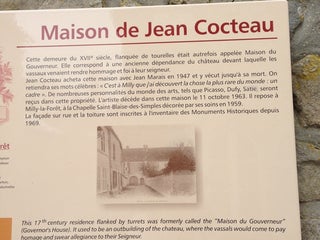 Maison de Jean Cocteau
Cette demeure du XVIIe siècle, flanquée de tourelles était autrefois appelée Maison du
Gouverneur. Elle correspond à une ancienne dépendance du château devant laquelle les
vassaux venaient rendre hommage et foi à leur seigneur.
Jean Cocteau acheta cette maison avec Jean Marais en 1947 et y vécut jusqu'à sa mort. On
retiendra ses mots célèbres : « C'est à Milly que j'ai découvert la chose la plus rare du monde : un
cadre ». De nombreuses personnalités du monde des arts, tels que Picasso, Dufy, Satie, seront
reçus dans cette propriété. L'artiste décède dans cette maison le 11 octobre 1963. Il repose à
Milly-la-Forêt, à la Chapelle Saint-Blaise-des-Simples décorée par ses soins en 1959.
La façade sur rue et la toiture sont inscrites à l'inventaire des Monuments Historiques depuis
1969.
rêt
This 17th century residence flanked by turrets was formerly called the "Maison du Gouverneur"
(Governor's House). It used to be an outbuilding of the château, where the vassals would come to pay
homage and swear allegiance to their Seigneur.